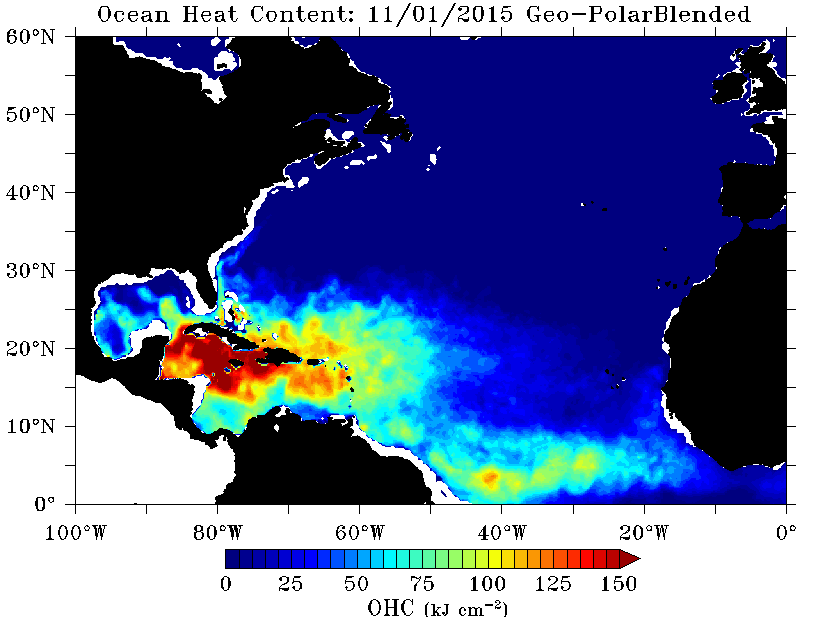 Ocean Heat Content: 11/01/2015 Geo-PolarBlended
60°N
50°N
40°N
30°N
20°N
10°N
0°
100°W 80°W 60°W 40°W 20°W 0°
0 25 50 75 100 125 150
OHC (kJ cm⁻²)